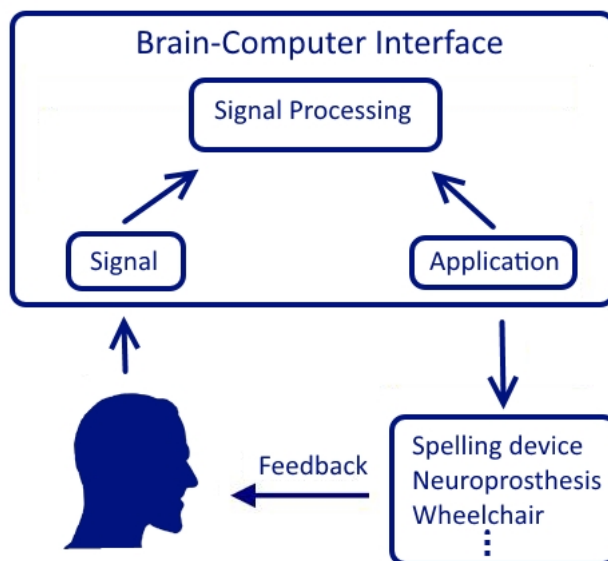 Brain-Computer Interface
Signal Processing
Signal
Application
Feedback
Spelling device
Neuroprosthesis
Wheelchair